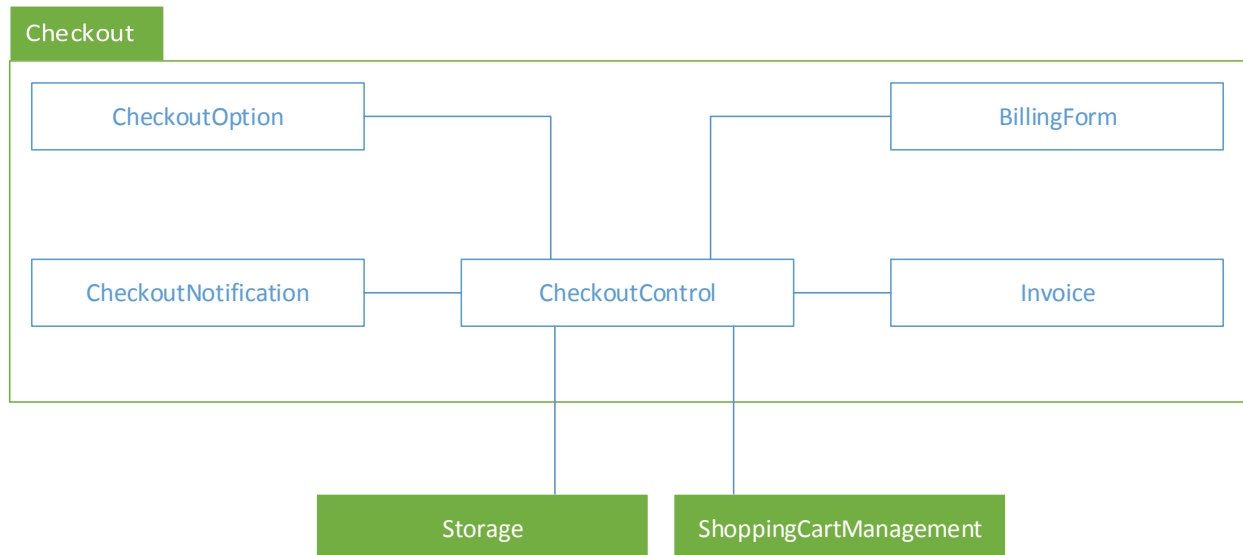 Checkout
CheckoutOption
BillingForm
CheckoutNotification
CheckoutControl
Invoice
Storage
ShoppingCartManagement